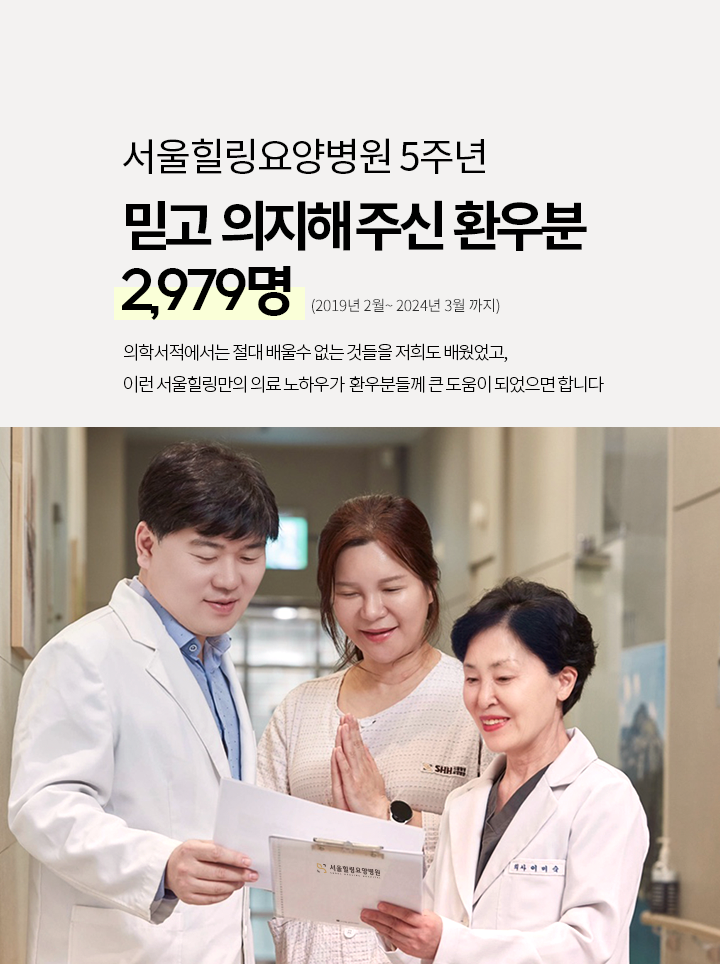 서울힐링요양병원 5주년
믿고 의지해 주신 환우분
2,979명 (2019년 2월~ 2024년 3월 까지)
의학서적에서는 절대 배울수 없는 것들을 저희도 배웠었고,
이런 서울힐링만의 의료 노하우가 환우분들께 큰 도움이 되었으면 합니다
SHH
서울힐링요양병원